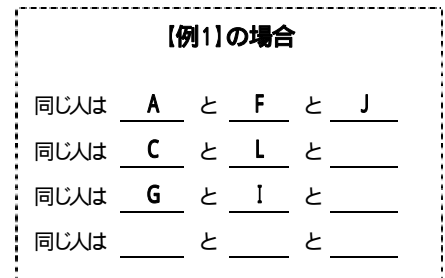 【例1】の場合
同じ人は A と F と J
同じ人は C と L と
同じ人は G と I と
同じ人は と と